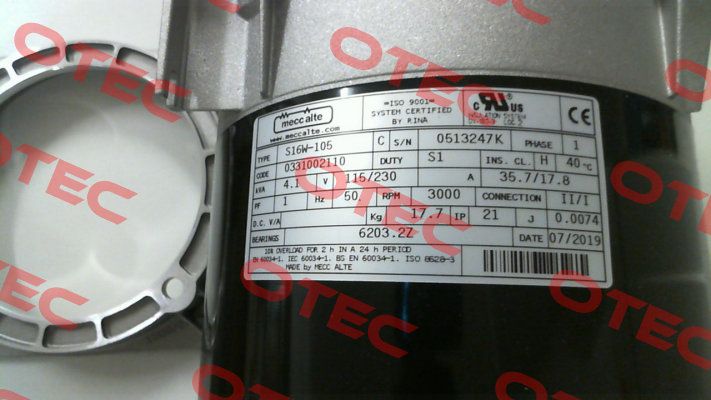 OTEC
meccalte
www.meccalte.com
=ISO 9001=
SYSTEM CERTIFIED
BY RINA
C US
INSULATION SYSTEM
CE
TYPE S16W-105 C S/N 0513247K PHASE 1
CODE 0331002110 DUTY S1 INS. CL. H 40°C
kVA 4.1 V 115/230 A 35.7/17.8
PF 1 Hz 50. RPM 3000 CONNECTION II/I
D.C. V/A Kg 17.7 IP 21 J 0.0074
BEARINGS 6203.2Z DATE 07/2019
10% OVERLOAD FOR 2 h IN A 24 h PERIOD
EN 60034-1. IEC 60034-1. BS EN 60034-1. ISO 8528-3
MADE by MECC ALTE
OTEC
OTEC
OTEC
OTEC
OTEC
OTEC
OTEC
OTEC
OTEC